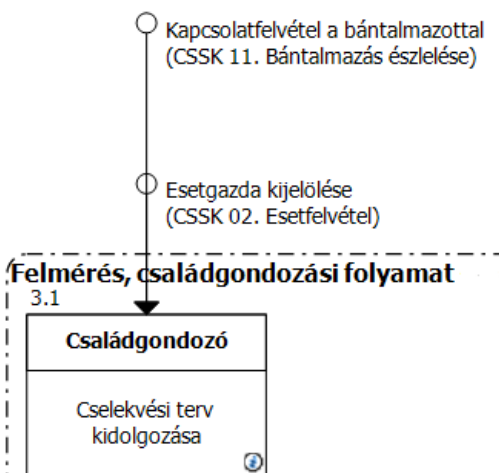 Kapcsolatfelvétel a bántalmazottal
(CSSK 11. Bántalmazás észlelése)
Esetgazda kijelölése
(CSSK 02. Esetfelvétel)
Felmérés, családgondozási folyamat
3.1
Családgondozó
Cselekvési terv
kidolgozása